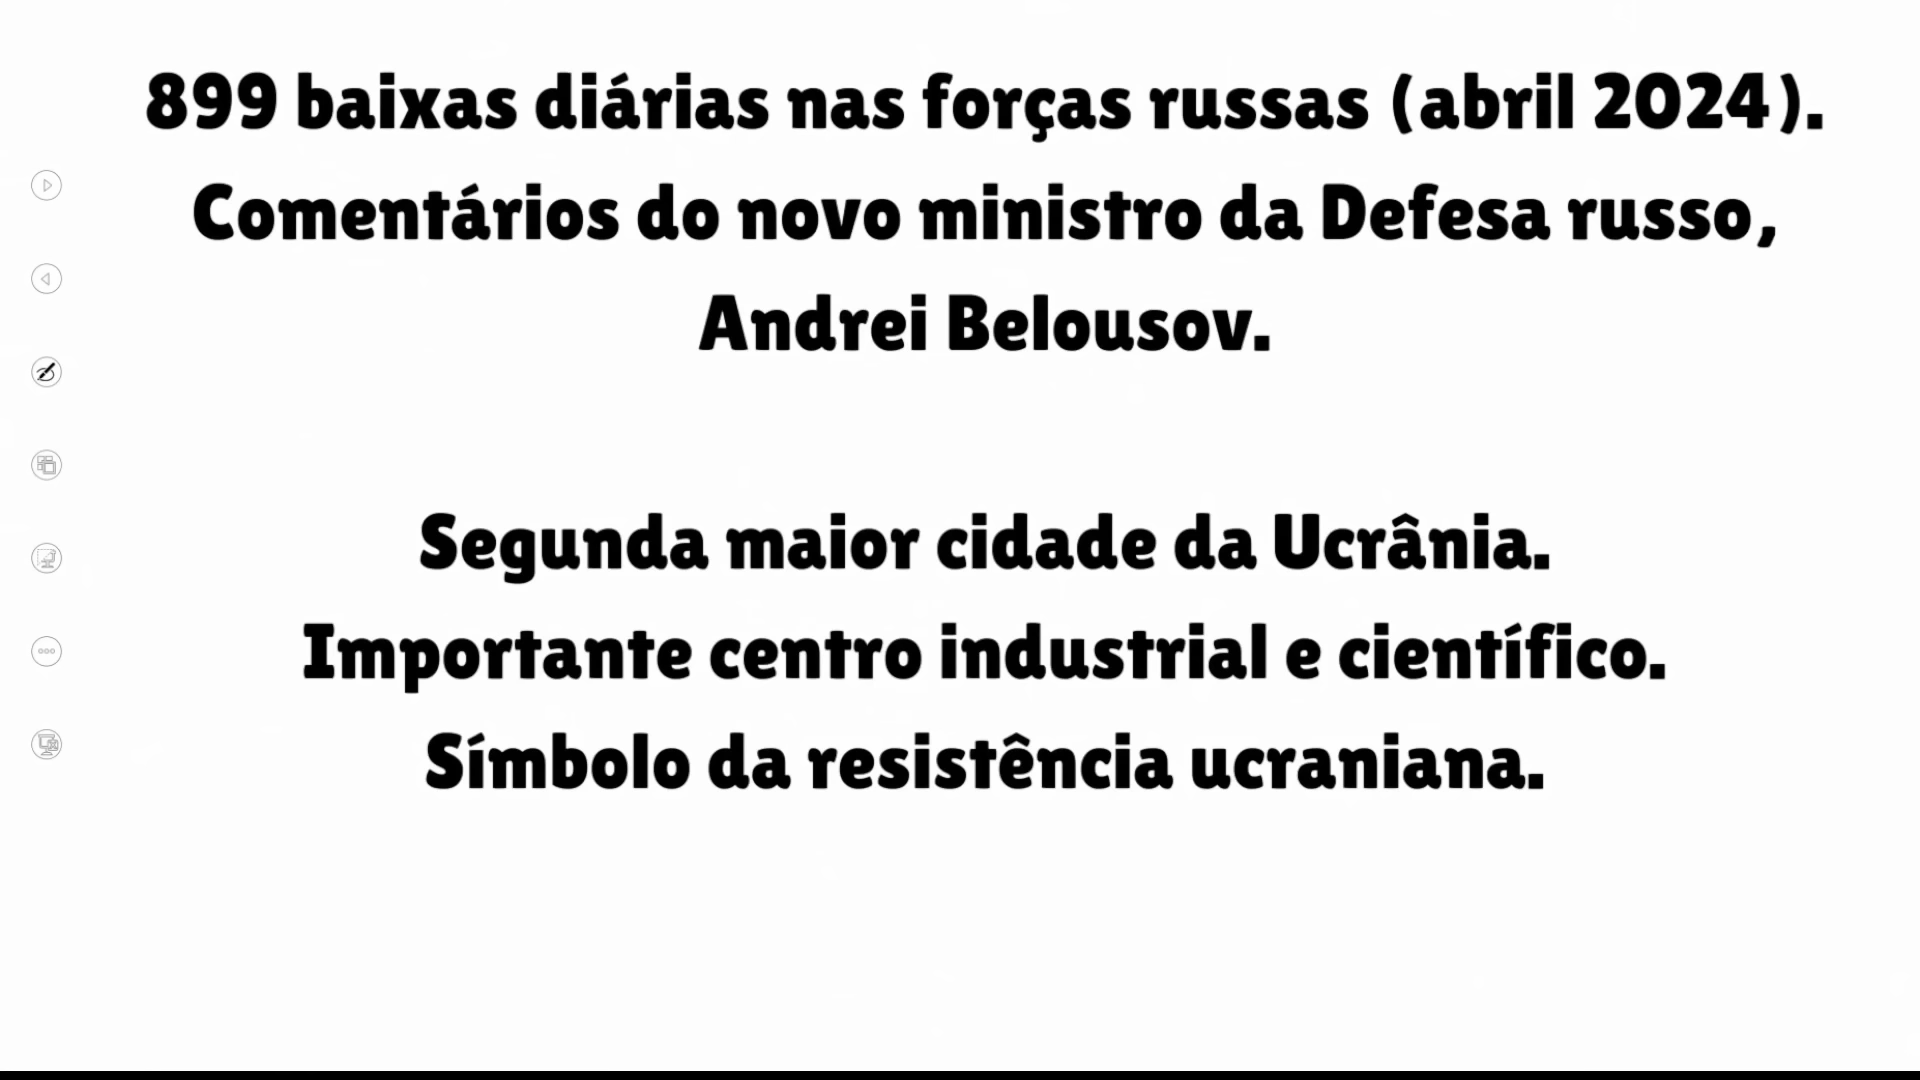 899 baixas diárias nas forças russas (abril 2024).
Comentários do novo ministro da Defesa russo,
Andrei Belousov.
Segunda maior cidade da Ucrânia.
Importante centro industrial e científico.
Símbolo da resistência ucraniana.